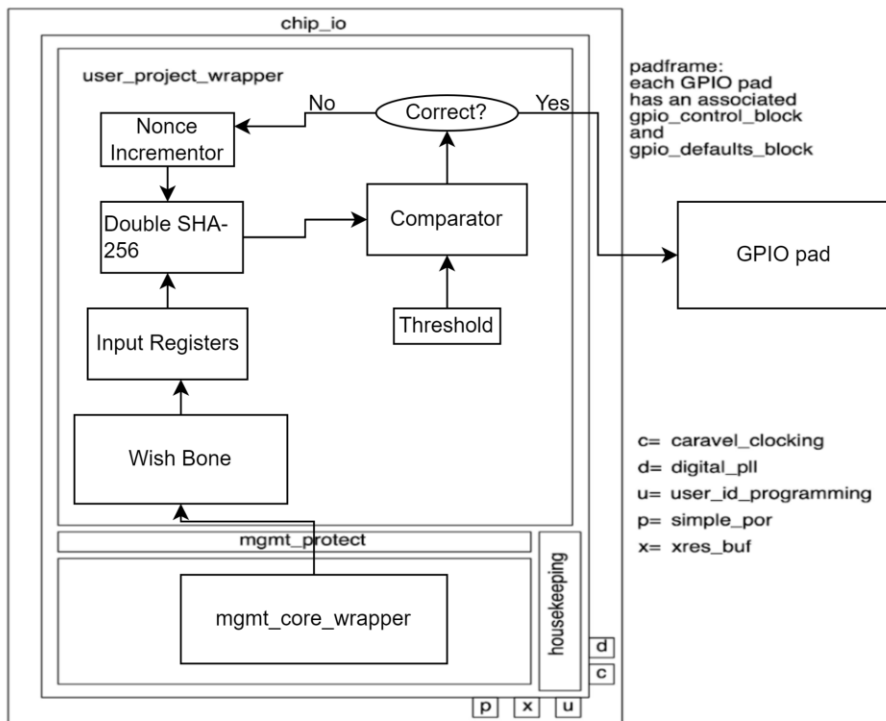 chip_io
user_project_wrapper
No
Correct?
Yes
Nonce
Incrementor
Double SHA-
256
Comparator
Input Registers
Threshold
Wish Bone
mgmt_protect
mgmt_core_wrapper
housekeeping
d
c
p
x
u
padframe:
each GPIO pad
has an associated
gpio_control_block
and
gpio_defaults_block
GPIO pad
c= caravel_clocking
d= digital_pll
u= user_id_programming
p= simple_por
x= xres_buf